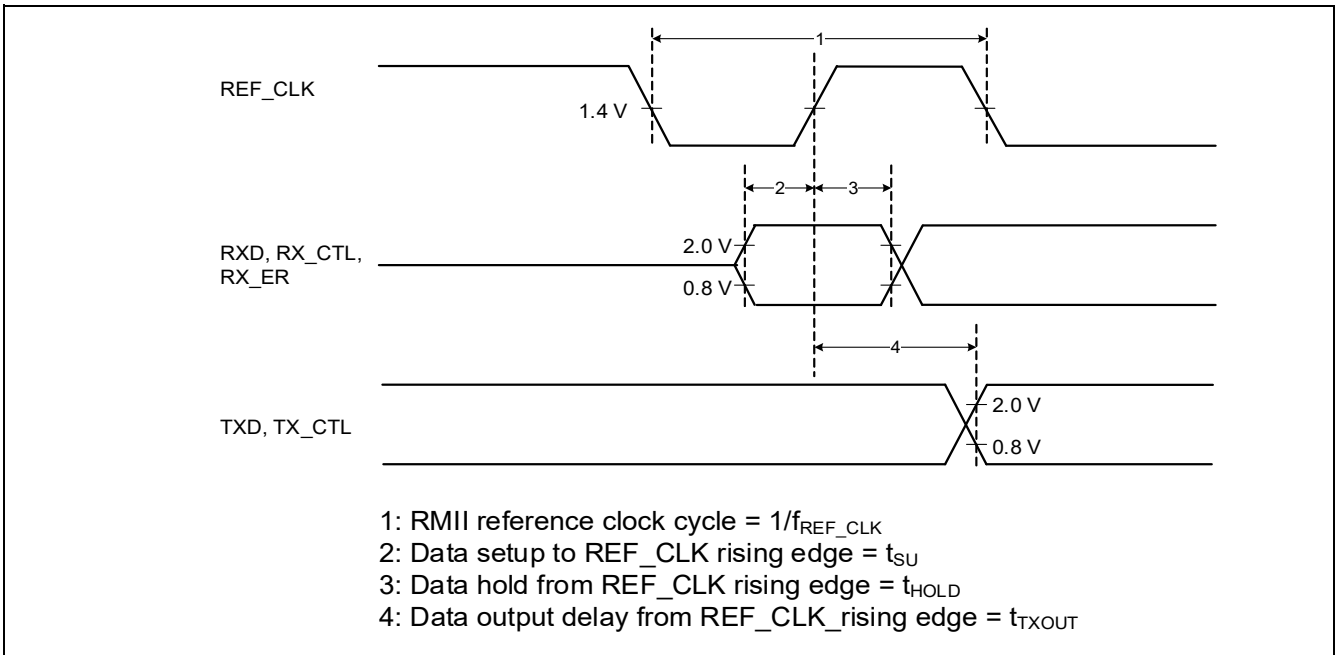 1
REF_CLK
1.4 V
2
3
RXD, RX_CTL,
RX_ER
2.0 V
0.8 V
4
TXD, TX_CTL
2.0 V
0.8 V
1: RMII reference clock cycle = 1/fREF_CLK
2: Data setup to REF_CLK rising edge = tSU
3: Data hold from REF_CLK rising edge = tHOLD
4: Data output delay from REF_CLK_rising edge = tTXOUT